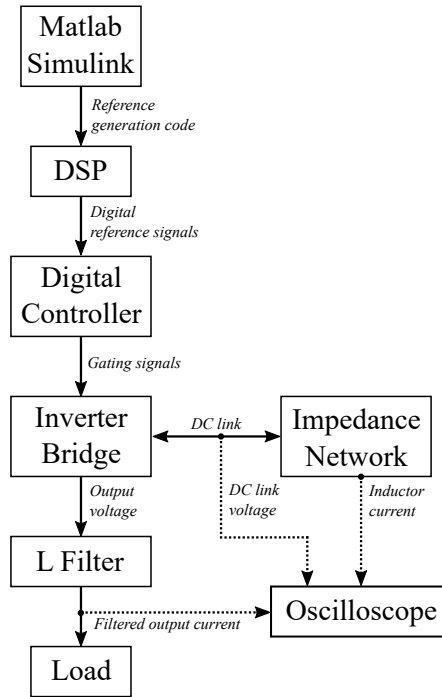 Matlab
Simulink
Reference
generation code
DSP
Digital
reference signals
Digital
Controller
Gating signals
Inverter
Bridge
DC link
Impedance
Network
Output
voltage
DC link
voltage
Inductor
current
L Filter
Filtered output current
Oscilloscope
Load